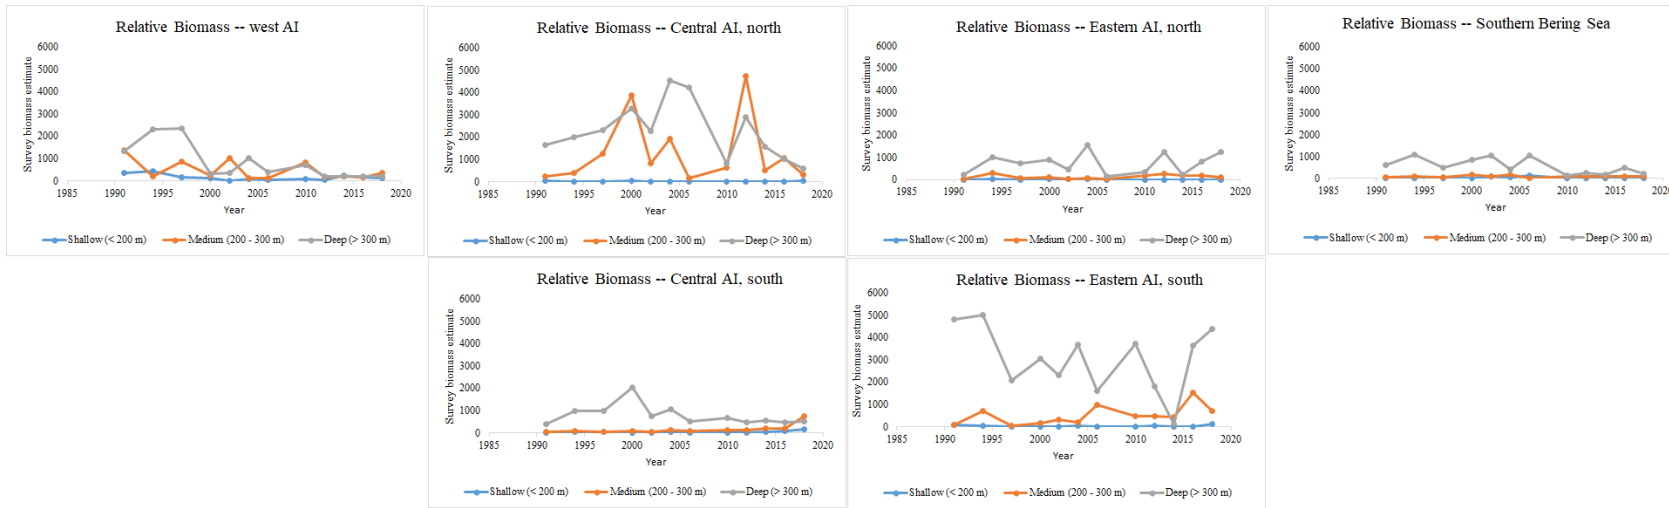 Relative Biomass -- west AI
Survey biomass estimate
6000
5000
4000
3000
2000
1000
0
1985 1990 1995 2000 2005 2010 2015 2020
Year
Shallow (< 200 m) Medium (200 - 300 m) Deep (> 300 m)
Relative Biomass -- Central AI, north
Survey biomass estimate
6000
5000
4000
3000
2000
1000
0
1985 1990 1995 2000 2005 2010 2015 2020
Year
Shallow (< 200 m) Medium (200 - 300 m) Deep (> 300 m)
Relative Biomass -- Eastern AI, north
Survey biomass estimate
6000
5000
4000
3000
2000
1000
0
1985 1990 1995 2000 2005 2010 2015 2020
Year
Shallow (< 200 m) Medium (200 - 300 m) Deep (> 300 m)
Relative Biomass -- Southern Bering Sea
Survey biomass estimate
6000
5000
4000
3000
2000
1000
0
1985 1990 1995 2000 2005 2010 2015 2020
Year
Shallow (< 200 m) Medium (200 - 300 m) Deep (> 300 m)
Relative Biomass -- Central AI, south
Survey biomass estimate
6000
5000
4000
3000
2000
1000
0
1985 1990 1995 2000 2005 2010 2015 2020
Year
Shallow (< 200 m) Medium (200 - 300 m) Deep (> 300 m)
Relative Biomass -- Eastern AI, south
Survey biomass estimate
6000
5000
4000
3000
2000
1000
0
1985 1990 1995 2000 2005 2010 2015 2020
Year
Shallow (< 200 m) Medium (200 - 300 m) Deep (> 300 m)